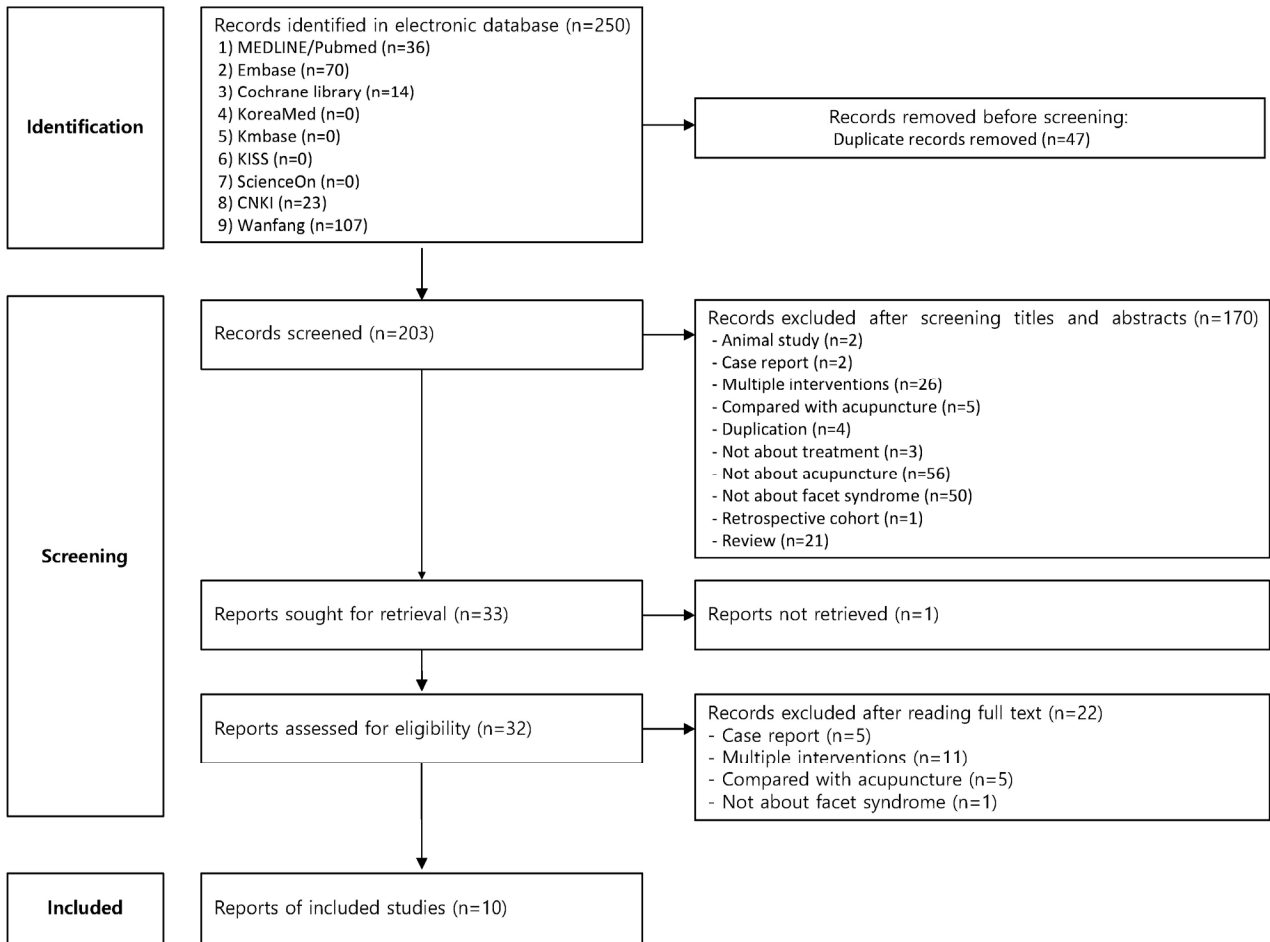 Identification
Records identified in electronic database (n=250)
1) MEDLINE/Pubmed (n=36)
2) Embase (n=70)
3) Cochrane library (n=14)
4) KoreaMed (n=0)
5) Kmbase (n=0)
6) KISS (n=0)
7) ScienceOn (n=0)
8) CNKI (n=23)
9) Wanfang (n=107)
Records removed before screening:
Duplicate records removed (n=47)
Screening
Records screened (n=203)
Records excluded after screening titles and abstracts (n=170)
- Animal study (n=2)
- Case report (n=2)
- Multiple interventions (n=26)
- Compared with acupuncture (n=5)
- Duplication (n=4)
- Not about treatment (n=3)
- Not about acupuncture (n=56)
- Not about facet syndrome (n=50)
- Retrospective cohort (n=1)
- Review (n=21)
Reports sought for retrieval (n=33)
Reports not retrieved (n=1)
Reports assessed for eligibility (n=32)
Records excluded after reading full text (n=22)
- Case report (n=5)
- Multiple interventions (n=11)
- Compared with acupuncture (n=5)
- Not about facet syndrome (n=1)
Included
Reports of included studies (n=10)